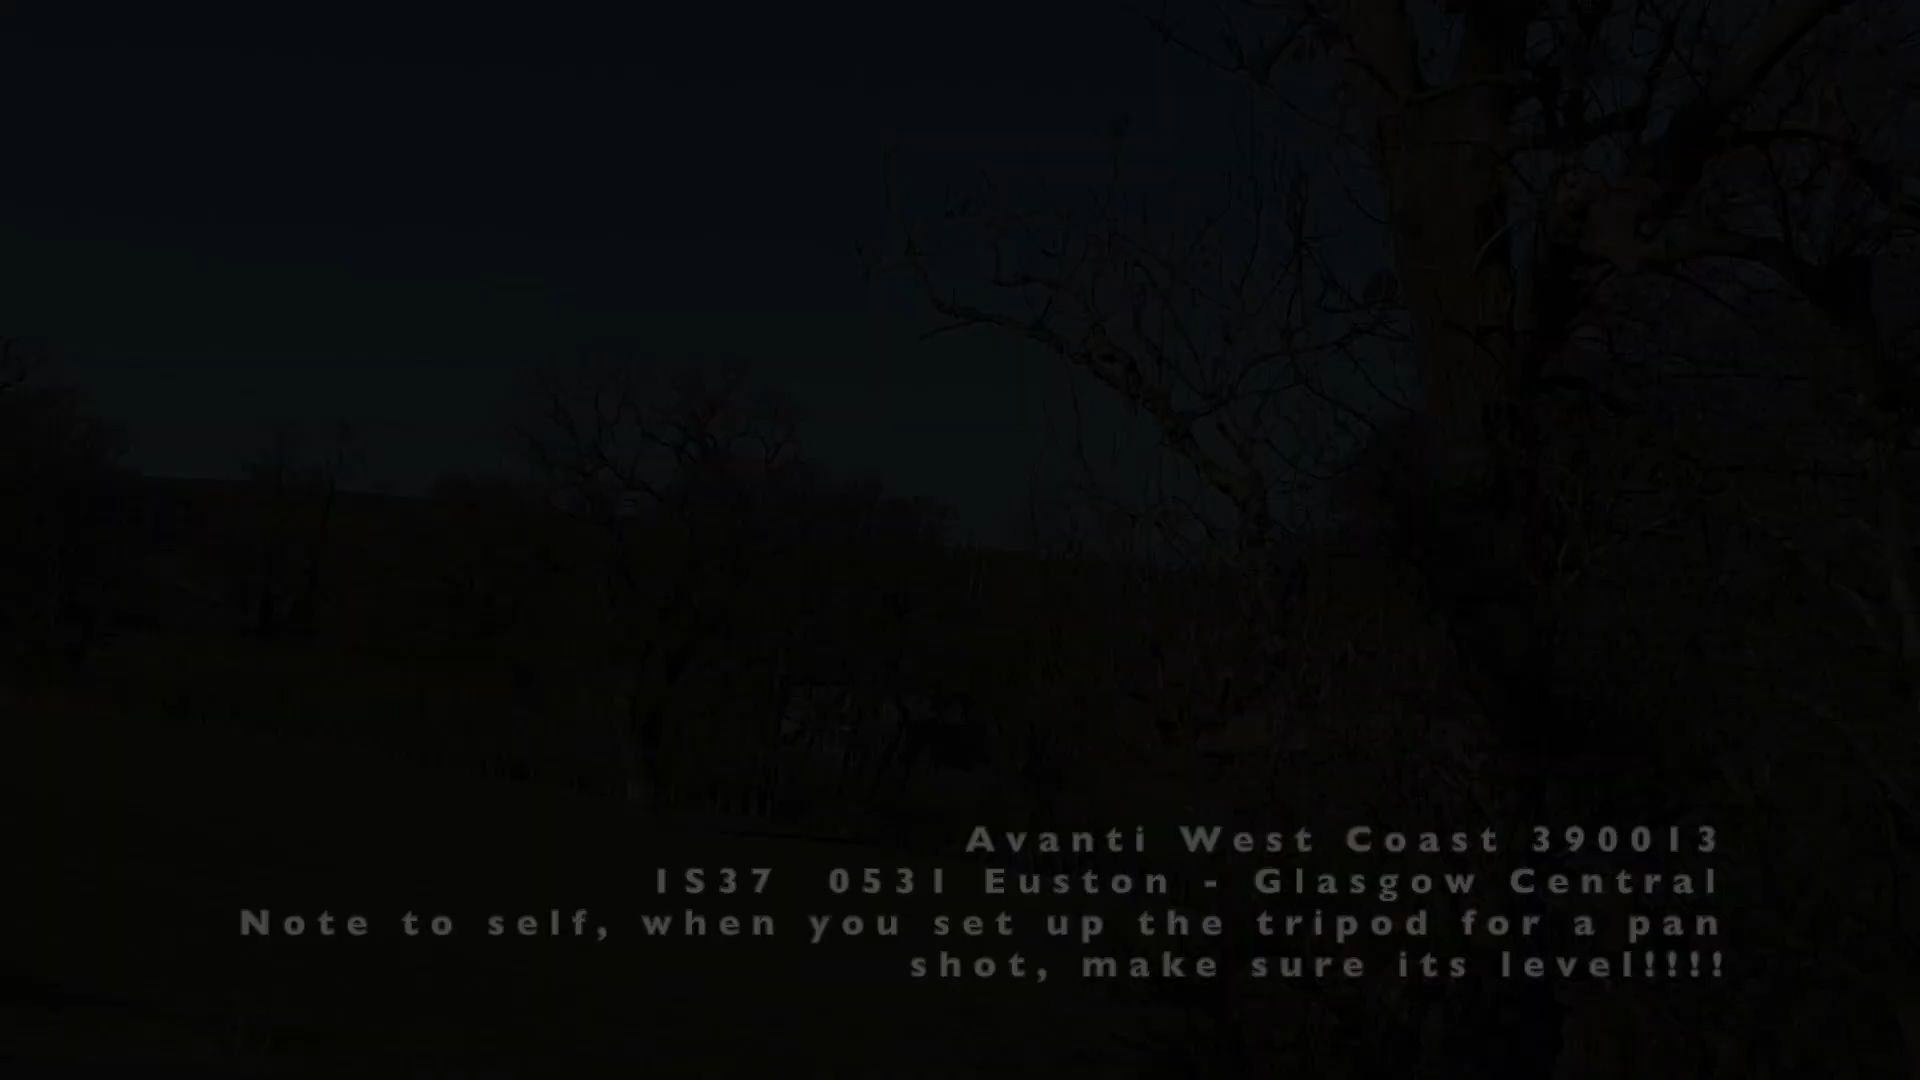 Avanti West Coast 390013
1S37  0531 Euston - Glasgow Central
Note to self, when you set up the tripod for a pan
shot, make sure its level!!!!